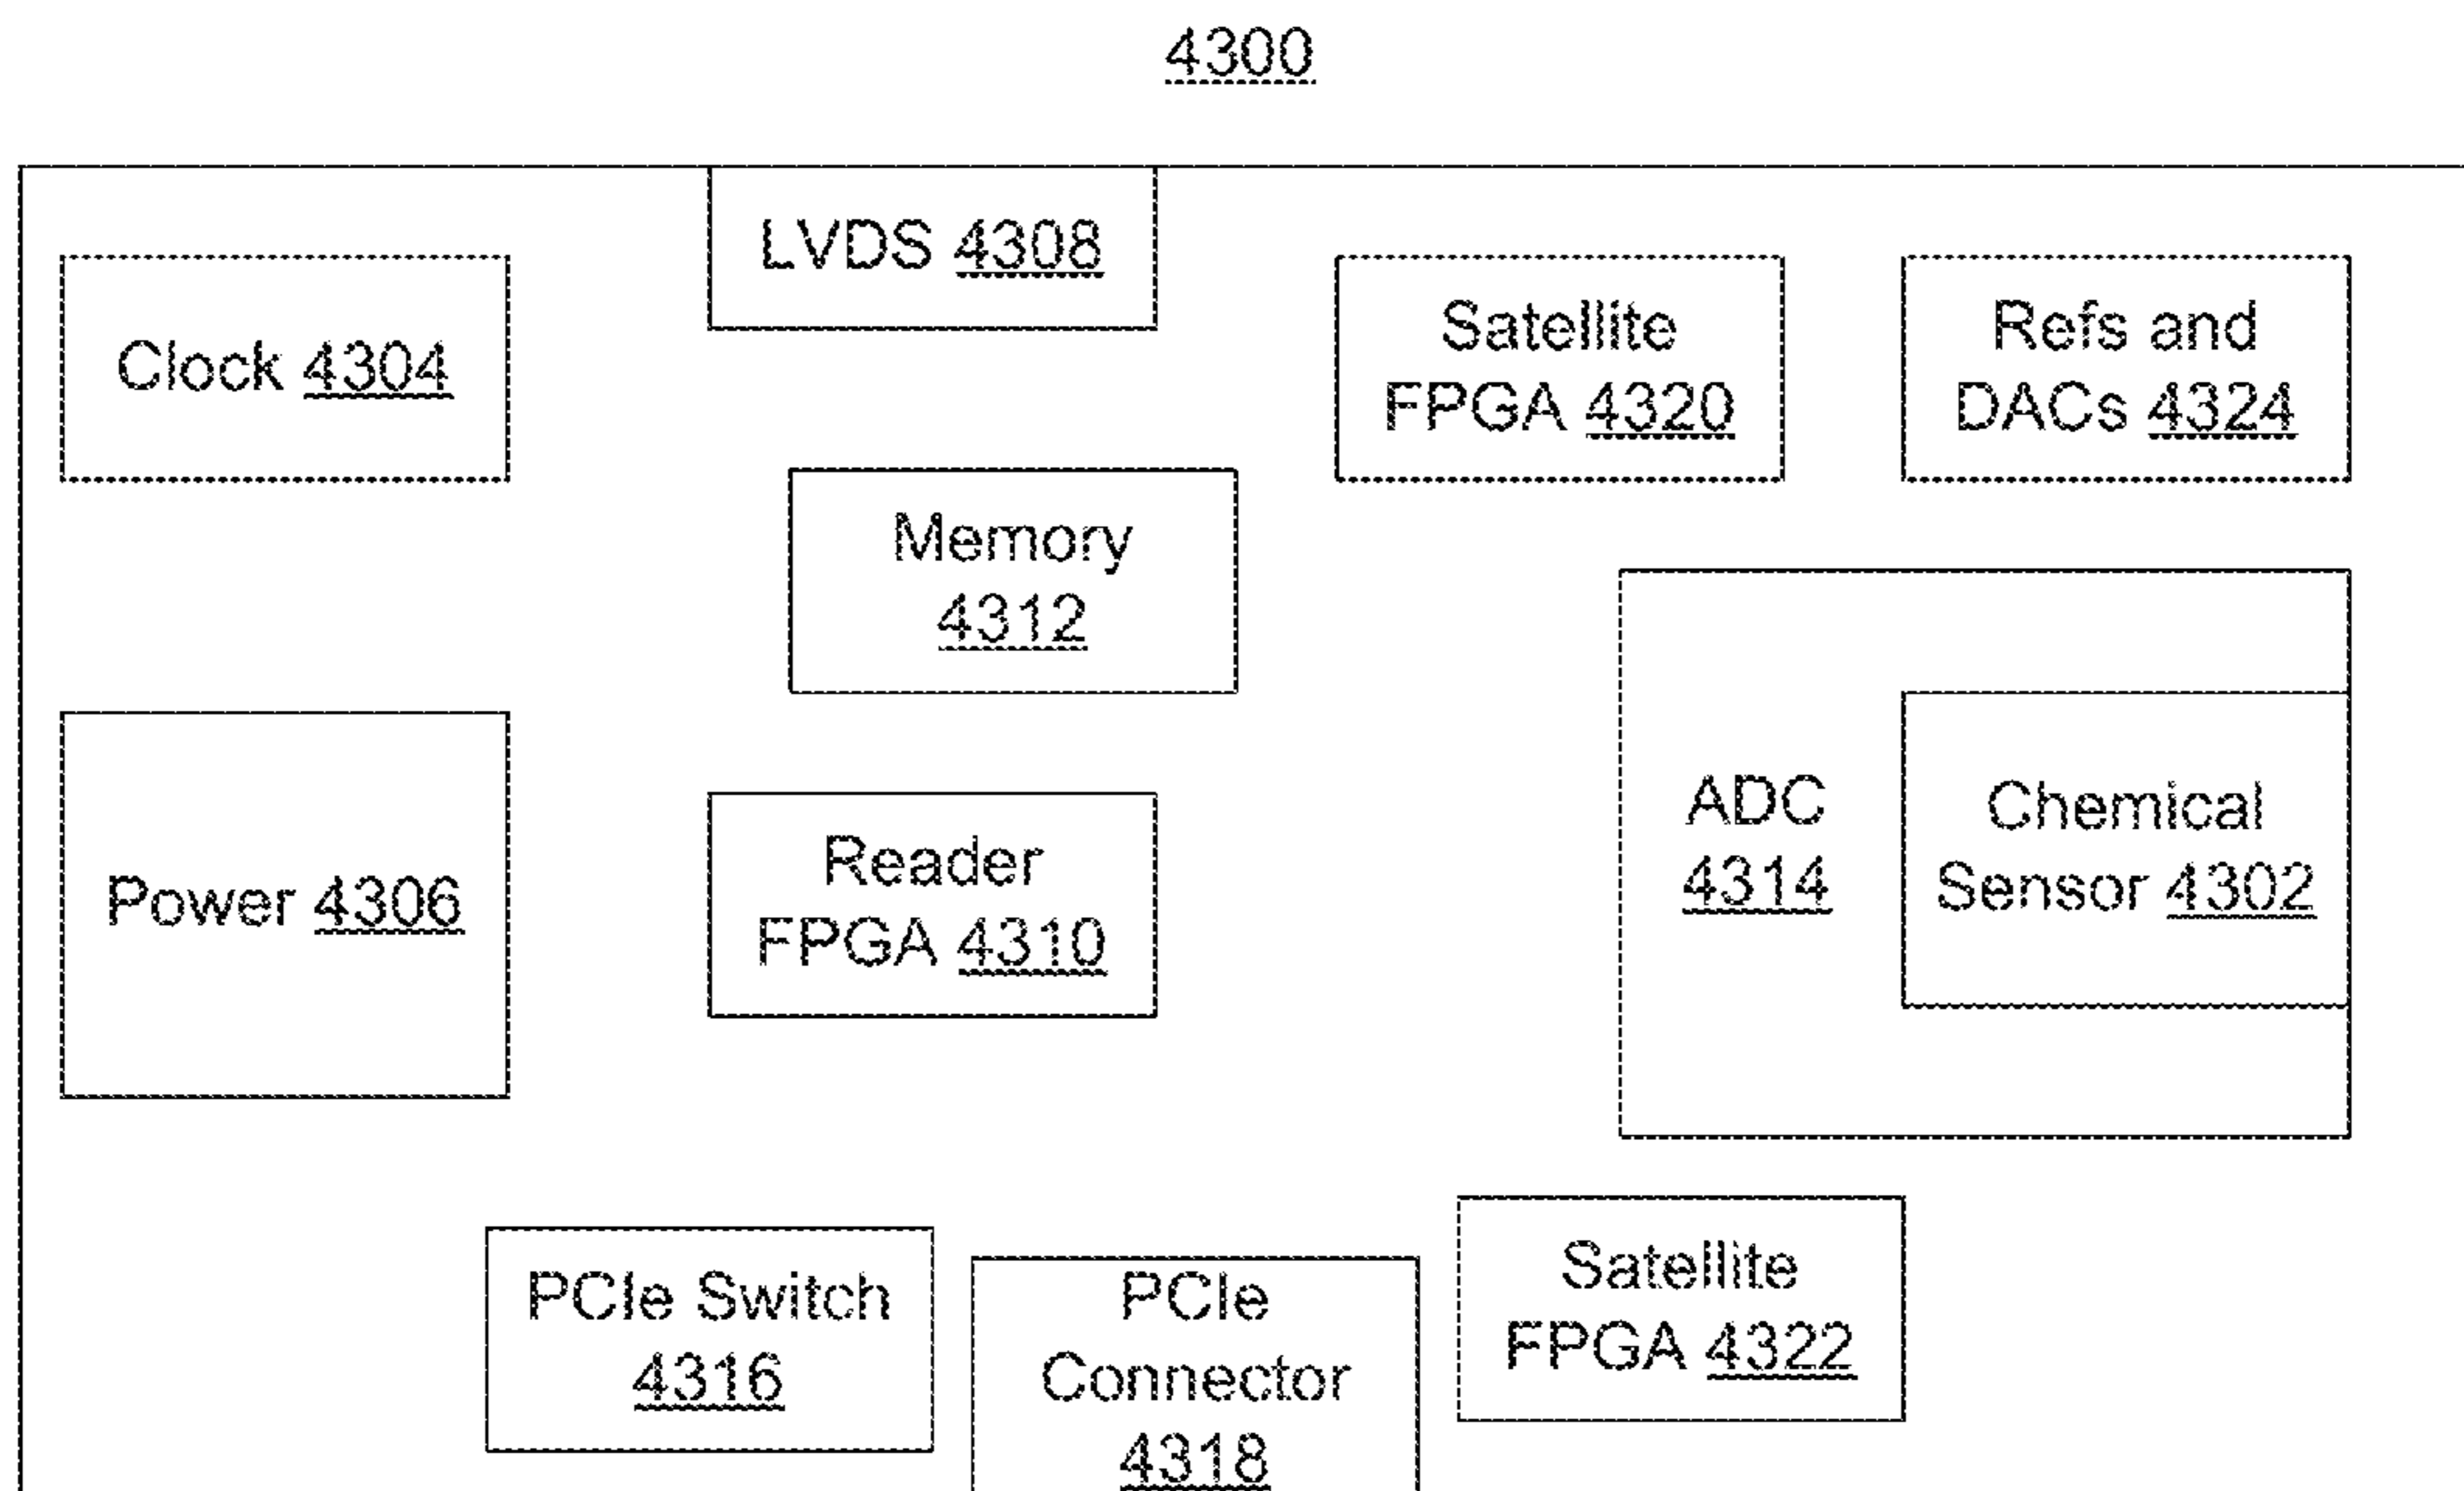 4300
LVDS 4308
Clock 4304
Satellite
FPGA 4320
Refs and
DACs 4324
Memory
4312
Power 4306
Reader
FPGA 4310
ADC
4314
Chemical
Sensor 4302
PCIe Switch
4316
PCIe
Connector
4318
Satellite
FPGA 4322